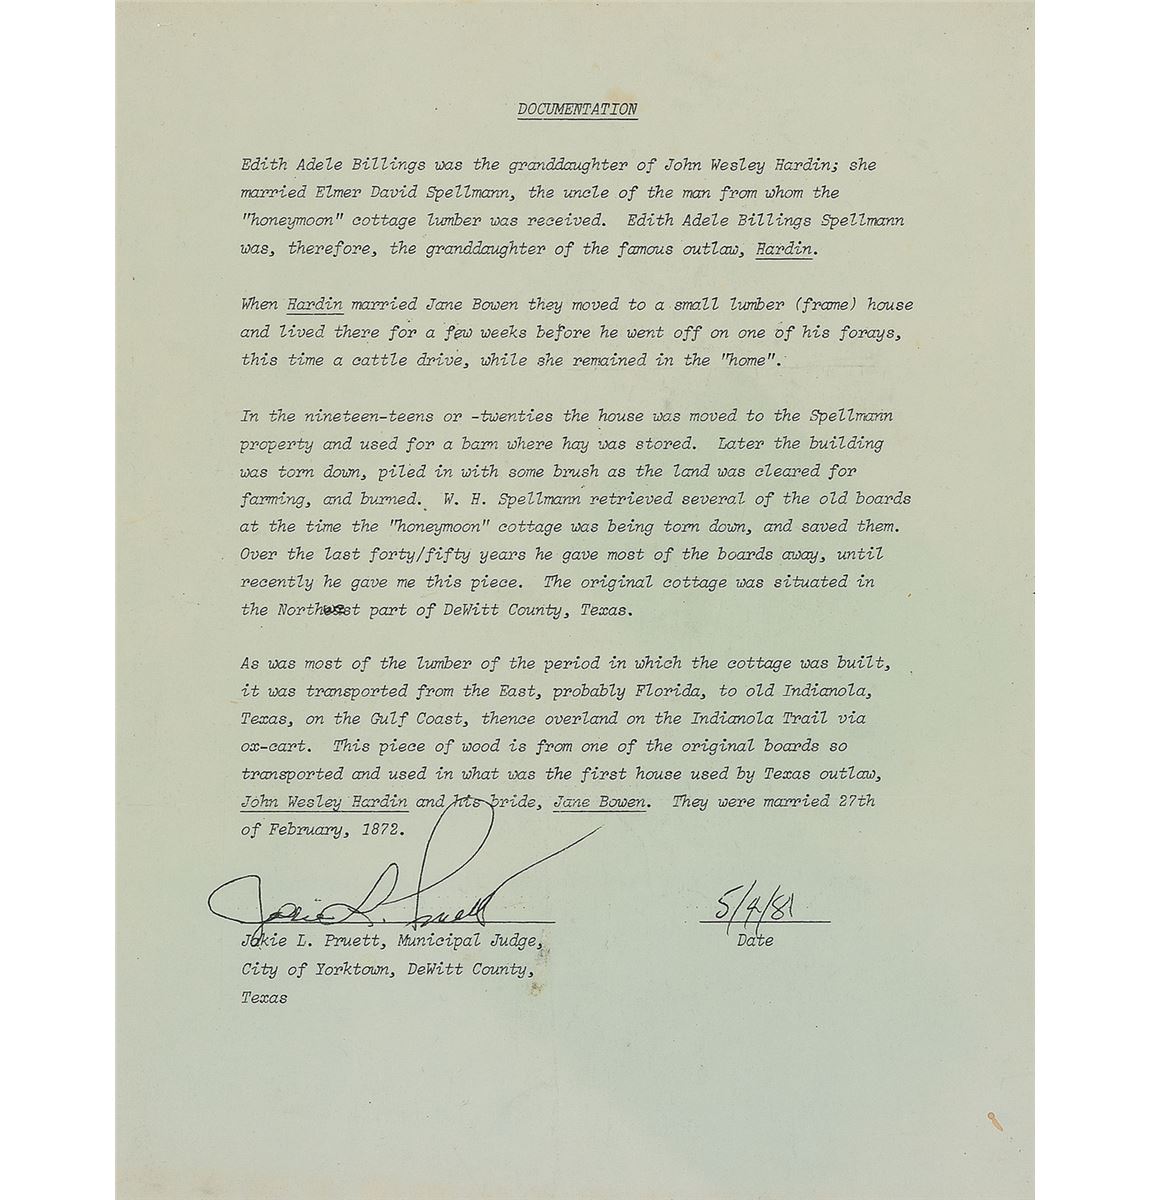 DOCUMENTATION
Edith Adele Billings was the granddaughter of John Wesley Hardin; she
married Elmer David Spellmann, the uncle of the man from whom the
"honeymoon" cottage lumber was received.  Edith Adele Billings Spellmann
was, therefore, the granddaughter of the famous outlaw, Hardin.
When Hardin married Jane Bowen they moved to a small lumber (frame) house
and lived there for a few weeks before he went off on one of his forays,
this time a cattle drive, while she remained in the "home".
In the nineteen-teens or -twenties the house was moved to the Spellmann
property and used for a barn where hay was stored.  Later the building
was torn down, piled in with some brush as the land was cleared for
farming, and burned.  W. H. Spellmann retrieved several of the old boards
at the time the "honeymoon" cottage was being torn down, and saved them.
Over the last forty/fifty years he gave most of the boards away, until
recently he gave me this piece.  The original cottage was situated in
the Northwest part of DeWitt County, Texas.
As was most of the lumber of the period in which the cottage was built,
it was transported from the East, probably Florida, to old Indianola,
Texas, on the Gulf Coast, thence overland on the Indianola Trail via
ox-cart.  This piece of wood is from one of the original boards so
transported and used in what was the first house used by Texas outlaw,
John Wesley Hardin and his bride, Jane Bowen.  They were married 27th
of February, 1872.
Jakie L. Pruett 5/4/81
Jakie L. Pruett, Municipal Judge, Date
City of Yorktown, DeWitt County,
Texas